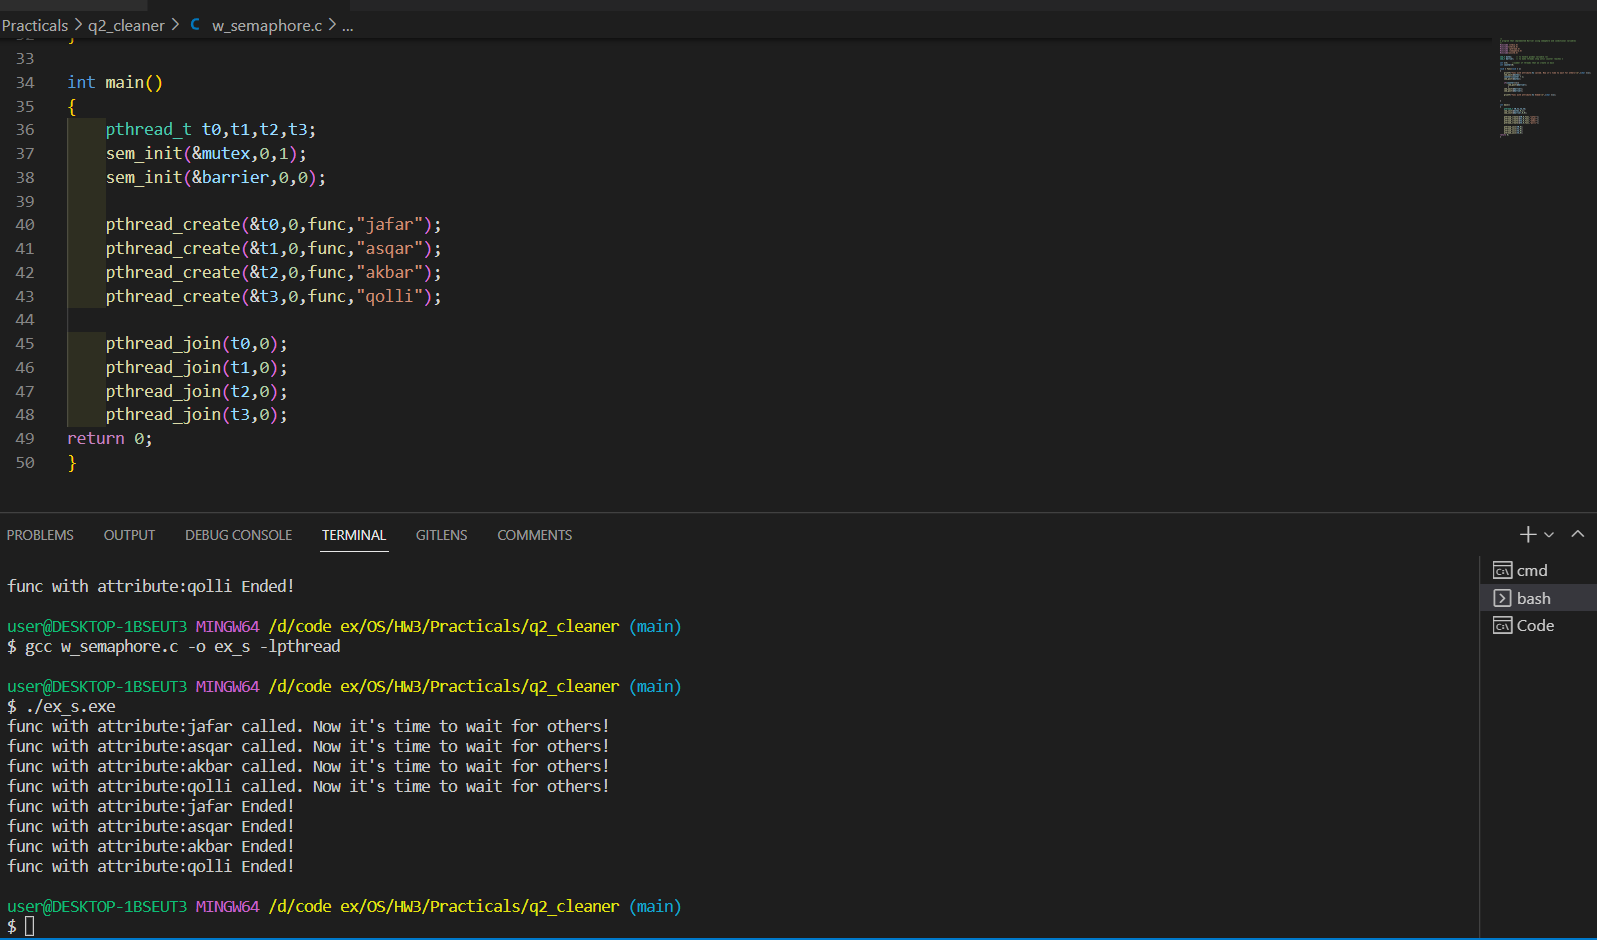 Practicals > q2_cleaner > C w_semaphore.c > ...
33
34 int main()
35 {
36     pthread_t t0,t1,t2,t3;
37     sem_init(&mutex,0,1);
38     sem_init(&barrier,0,0);
39
40     pthread_create(&t0,0,func,"jafar");
41     pthread_create(&t1,0,func,"asqar");
42     pthread_create(&t2,0,func,"akbar");
43     pthread_create(&t3,0,func,"qolli");
44
45     pthread_join(t0,0);
46     pthread_join(t1,0);
47     pthread_join(t2,0);
48     pthread_join(t3,0);
49 return 0;
50 }
PROBLEMS OUTPUT DEBUG CONSOLE TERMINAL GITLENS COMMENTS
func with attribute:qolli Ended!
user@DESKTOP-1BSEUT3 MINGW64 /d/code ex/OS/HW3/Practicals/q2_cleaner (main)
$ gcc w_semaphore.c -o ex_s -lpthread
user@DESKTOP-1BSEUT3 MINGW64 /d/code ex/OS/HW3/Practicals/q2_cleaner (main)
$ ./ex_s.exe
func with attribute:jafar called. Now it's time to wait for others!
func with attribute:asqar called. Now it's time to wait for others!
func with attribute:akbar called. Now it's time to wait for others!
func with attribute:qolli called. Now it's time to wait for others!
func with attribute:jafar Ended!
func with attribute:asqar Ended!
func with attribute:akbar Ended!
func with attribute:qolli Ended!
user@DESKTOP-1BSEUT3 MINGW64 /d/code ex/OS/HW3/Practicals/q2_cleaner (main)
$
cmd
bash
Code